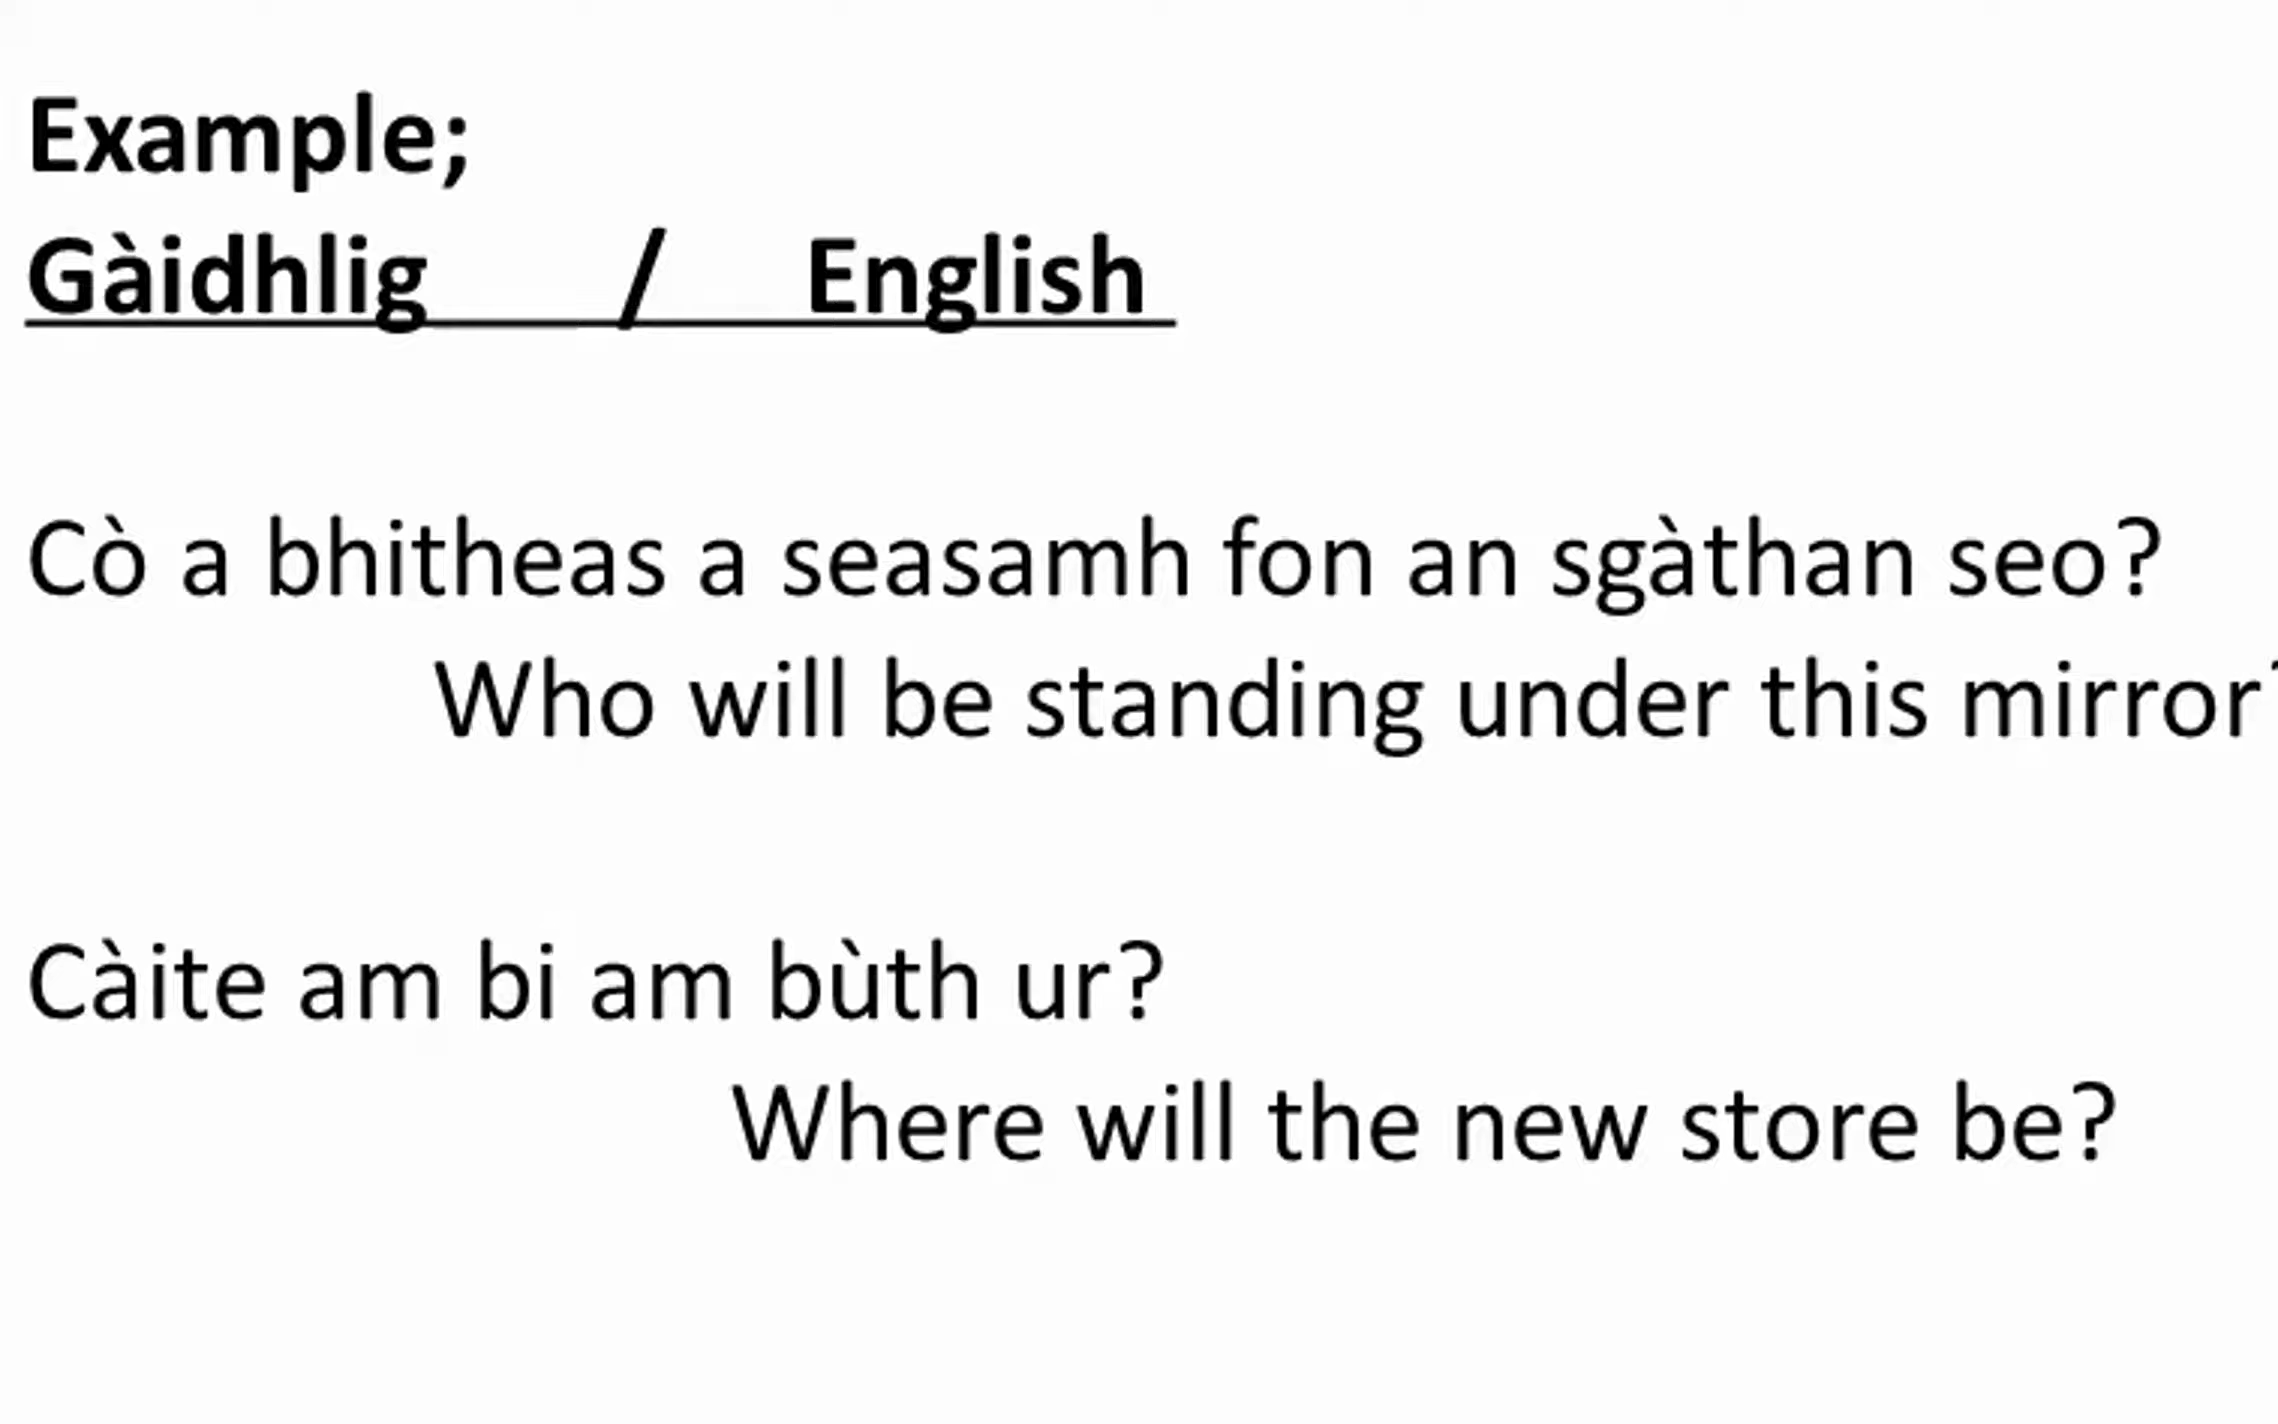 Example;
Gàidhlig / English
Cò a bhitheas a seasamh fon an sgàthan seo?
Who will be standing under this mirror?
Càite am bi am bùth ur?
Where will the new store be?